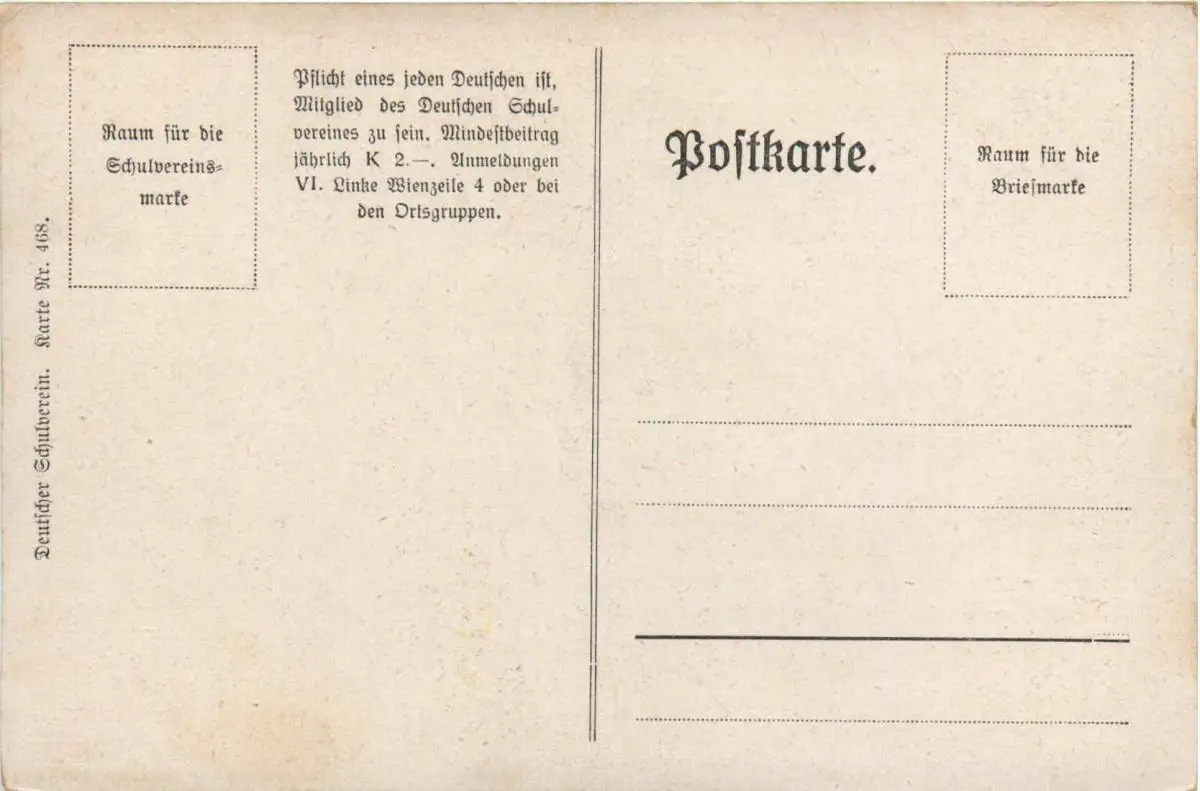 Raum für die
Schulvereins-
marke
Pflicht eines jeden Deutschen ist,
Mitglied des Deutschen Schul-
vereines zu sein. Mindestbeitrag
jährlich K 2.—. Anmeldungen
VI. Linke Wienzeile 4 oder bei
den Ortsgruppen.
Deutscher Schulverein. Karte Nr. 468.
Postkarte.
Raum für die
Briefmarke